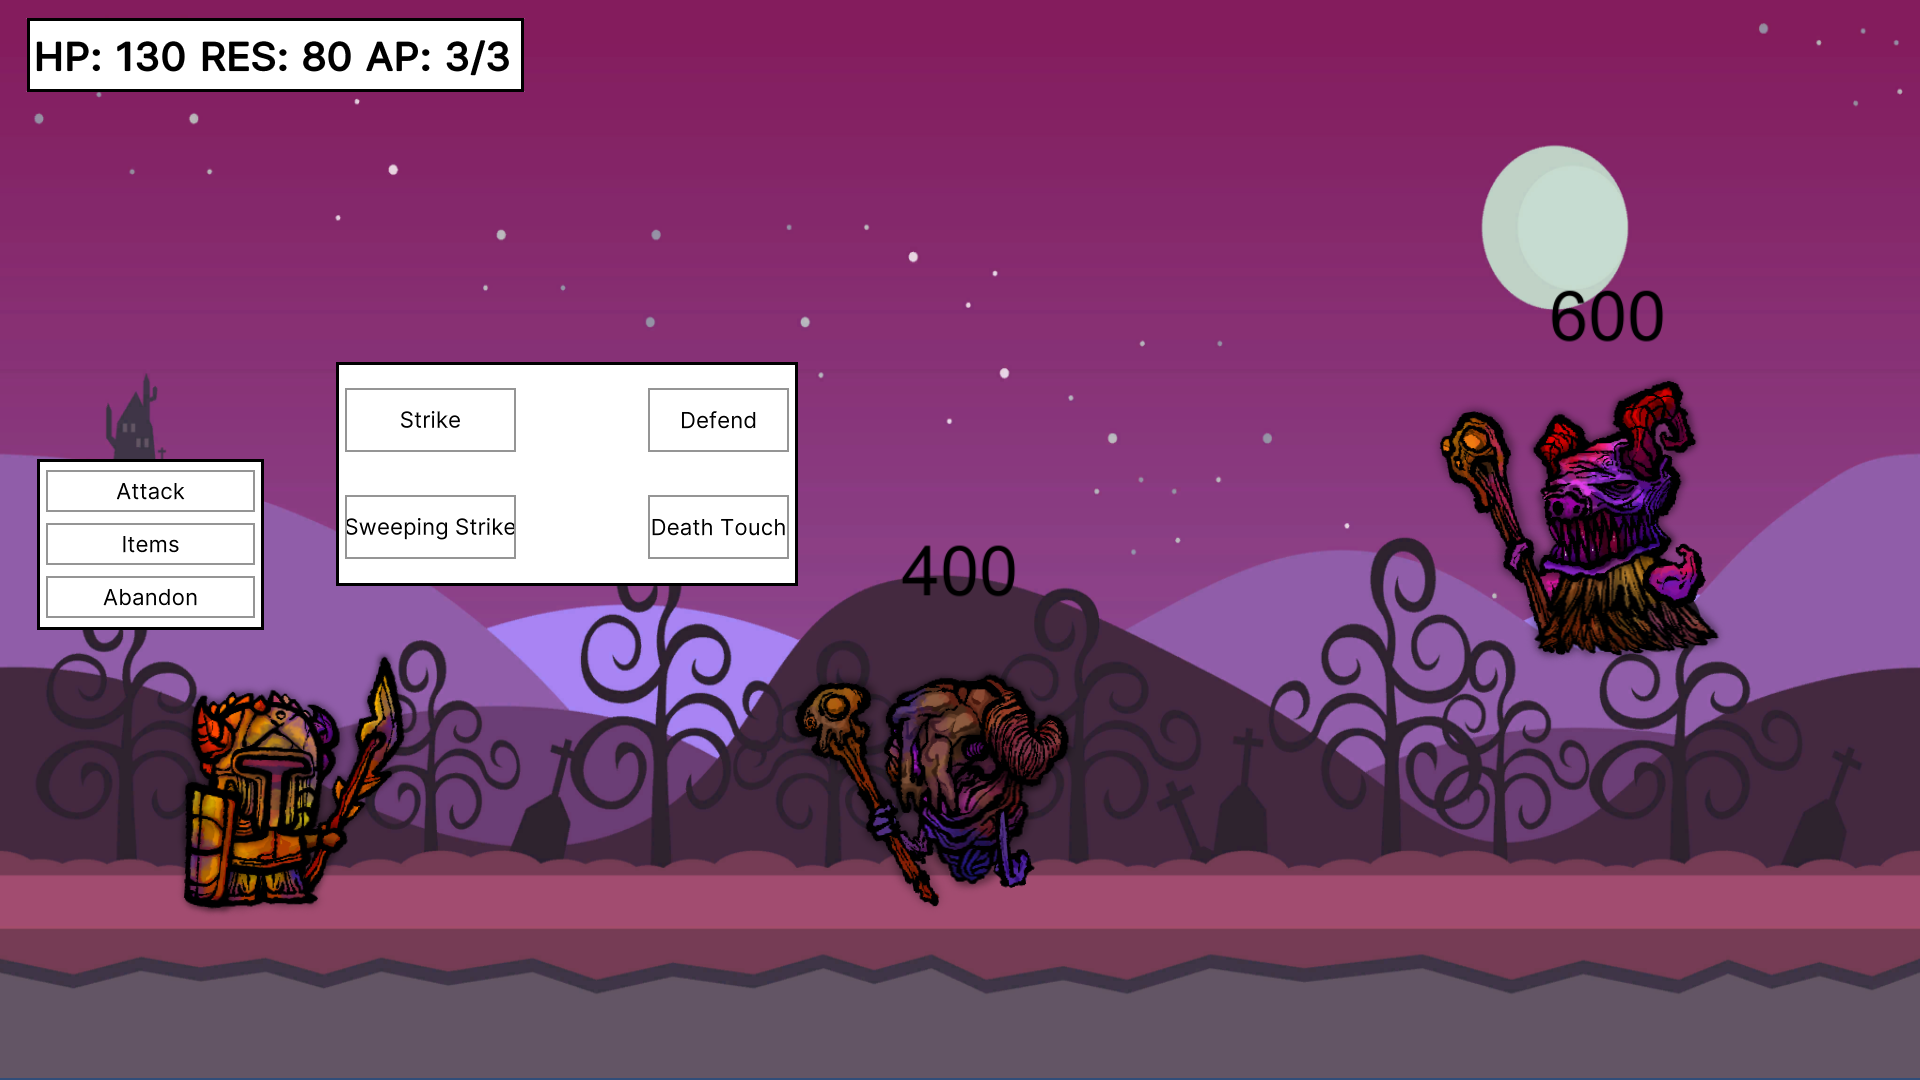 HP: 130 RES: 80 AP: 3/3
600
Strike
Defend
Attack
Sweeping Strike
Death Touch
Items
400
Abandon